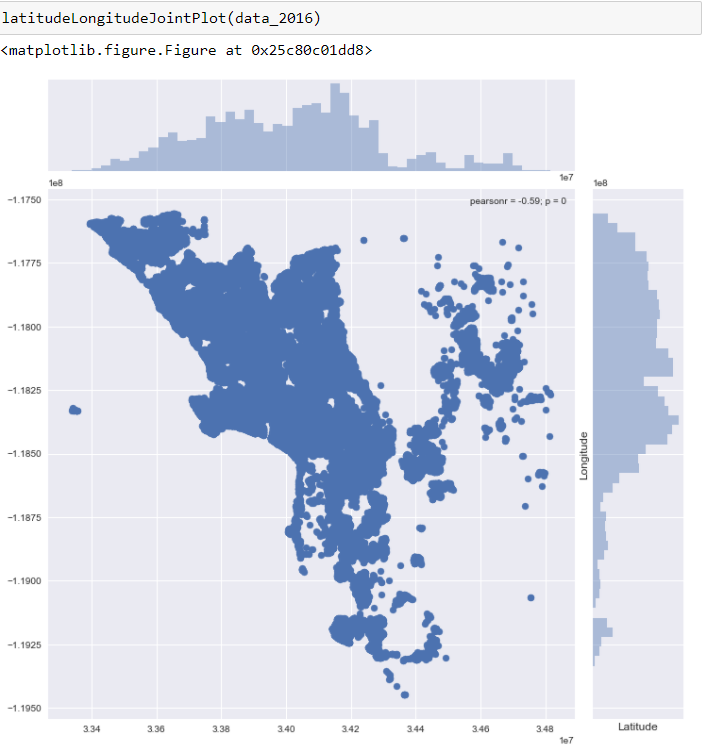 latitudeLongitudeJointPlot(data_2016)
<matplotlib.figure.Figure at 0x25c80c01dd8>
1e7
1e8
1e8
pearsonr = -0.59; p = 0
−1.1750
−1.1775
−1.1800
−1.1825
−1.1850
−1.1875
−1.1900
−1.1925
−1.1950
Longitude
3.34
3.36
3.38
3.40
3.42
3.44
3.46
3.48
Latitude
1e7